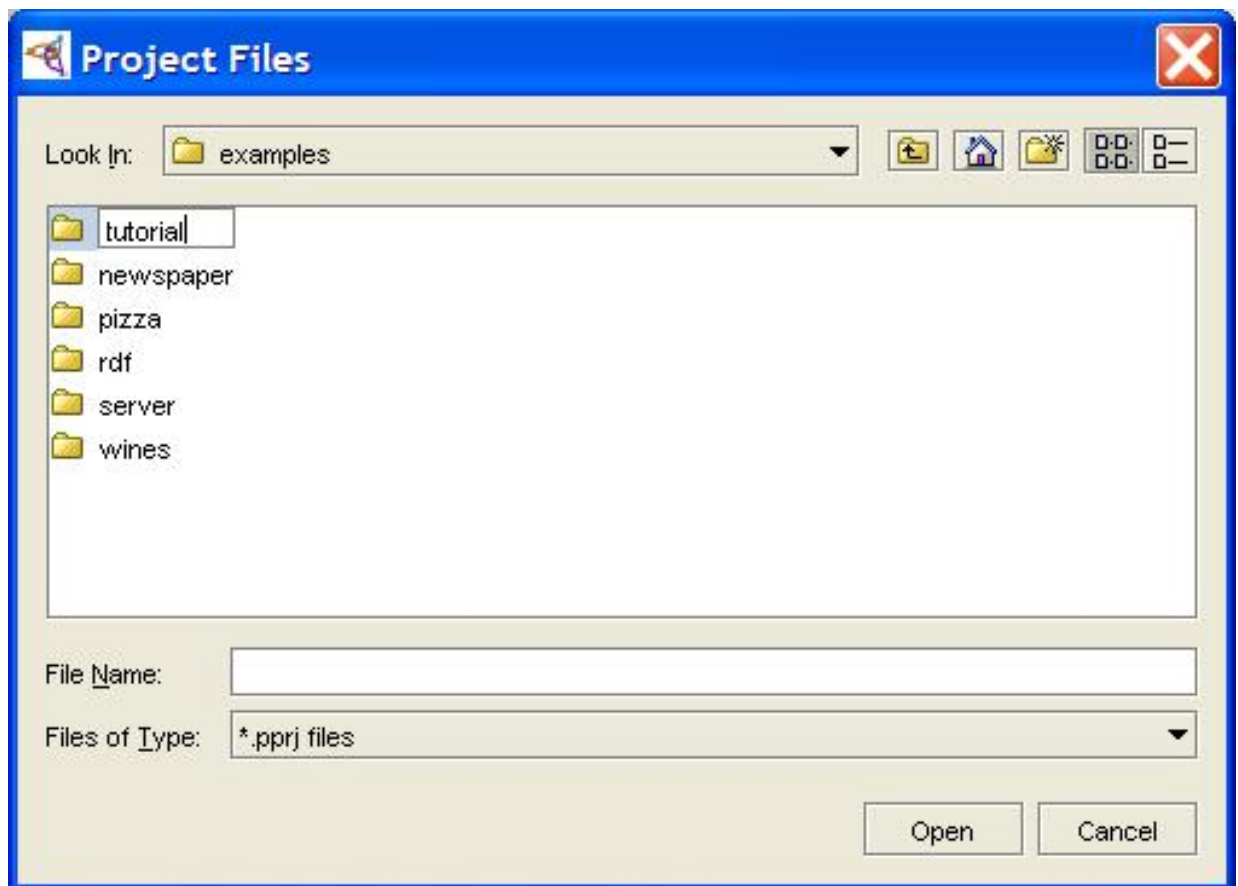 Project Files
Look In: examples
tutorial
newspaper
pizza
rdf
server
wines
File Name:
Files of Type: *.pprj files
Open Cancel